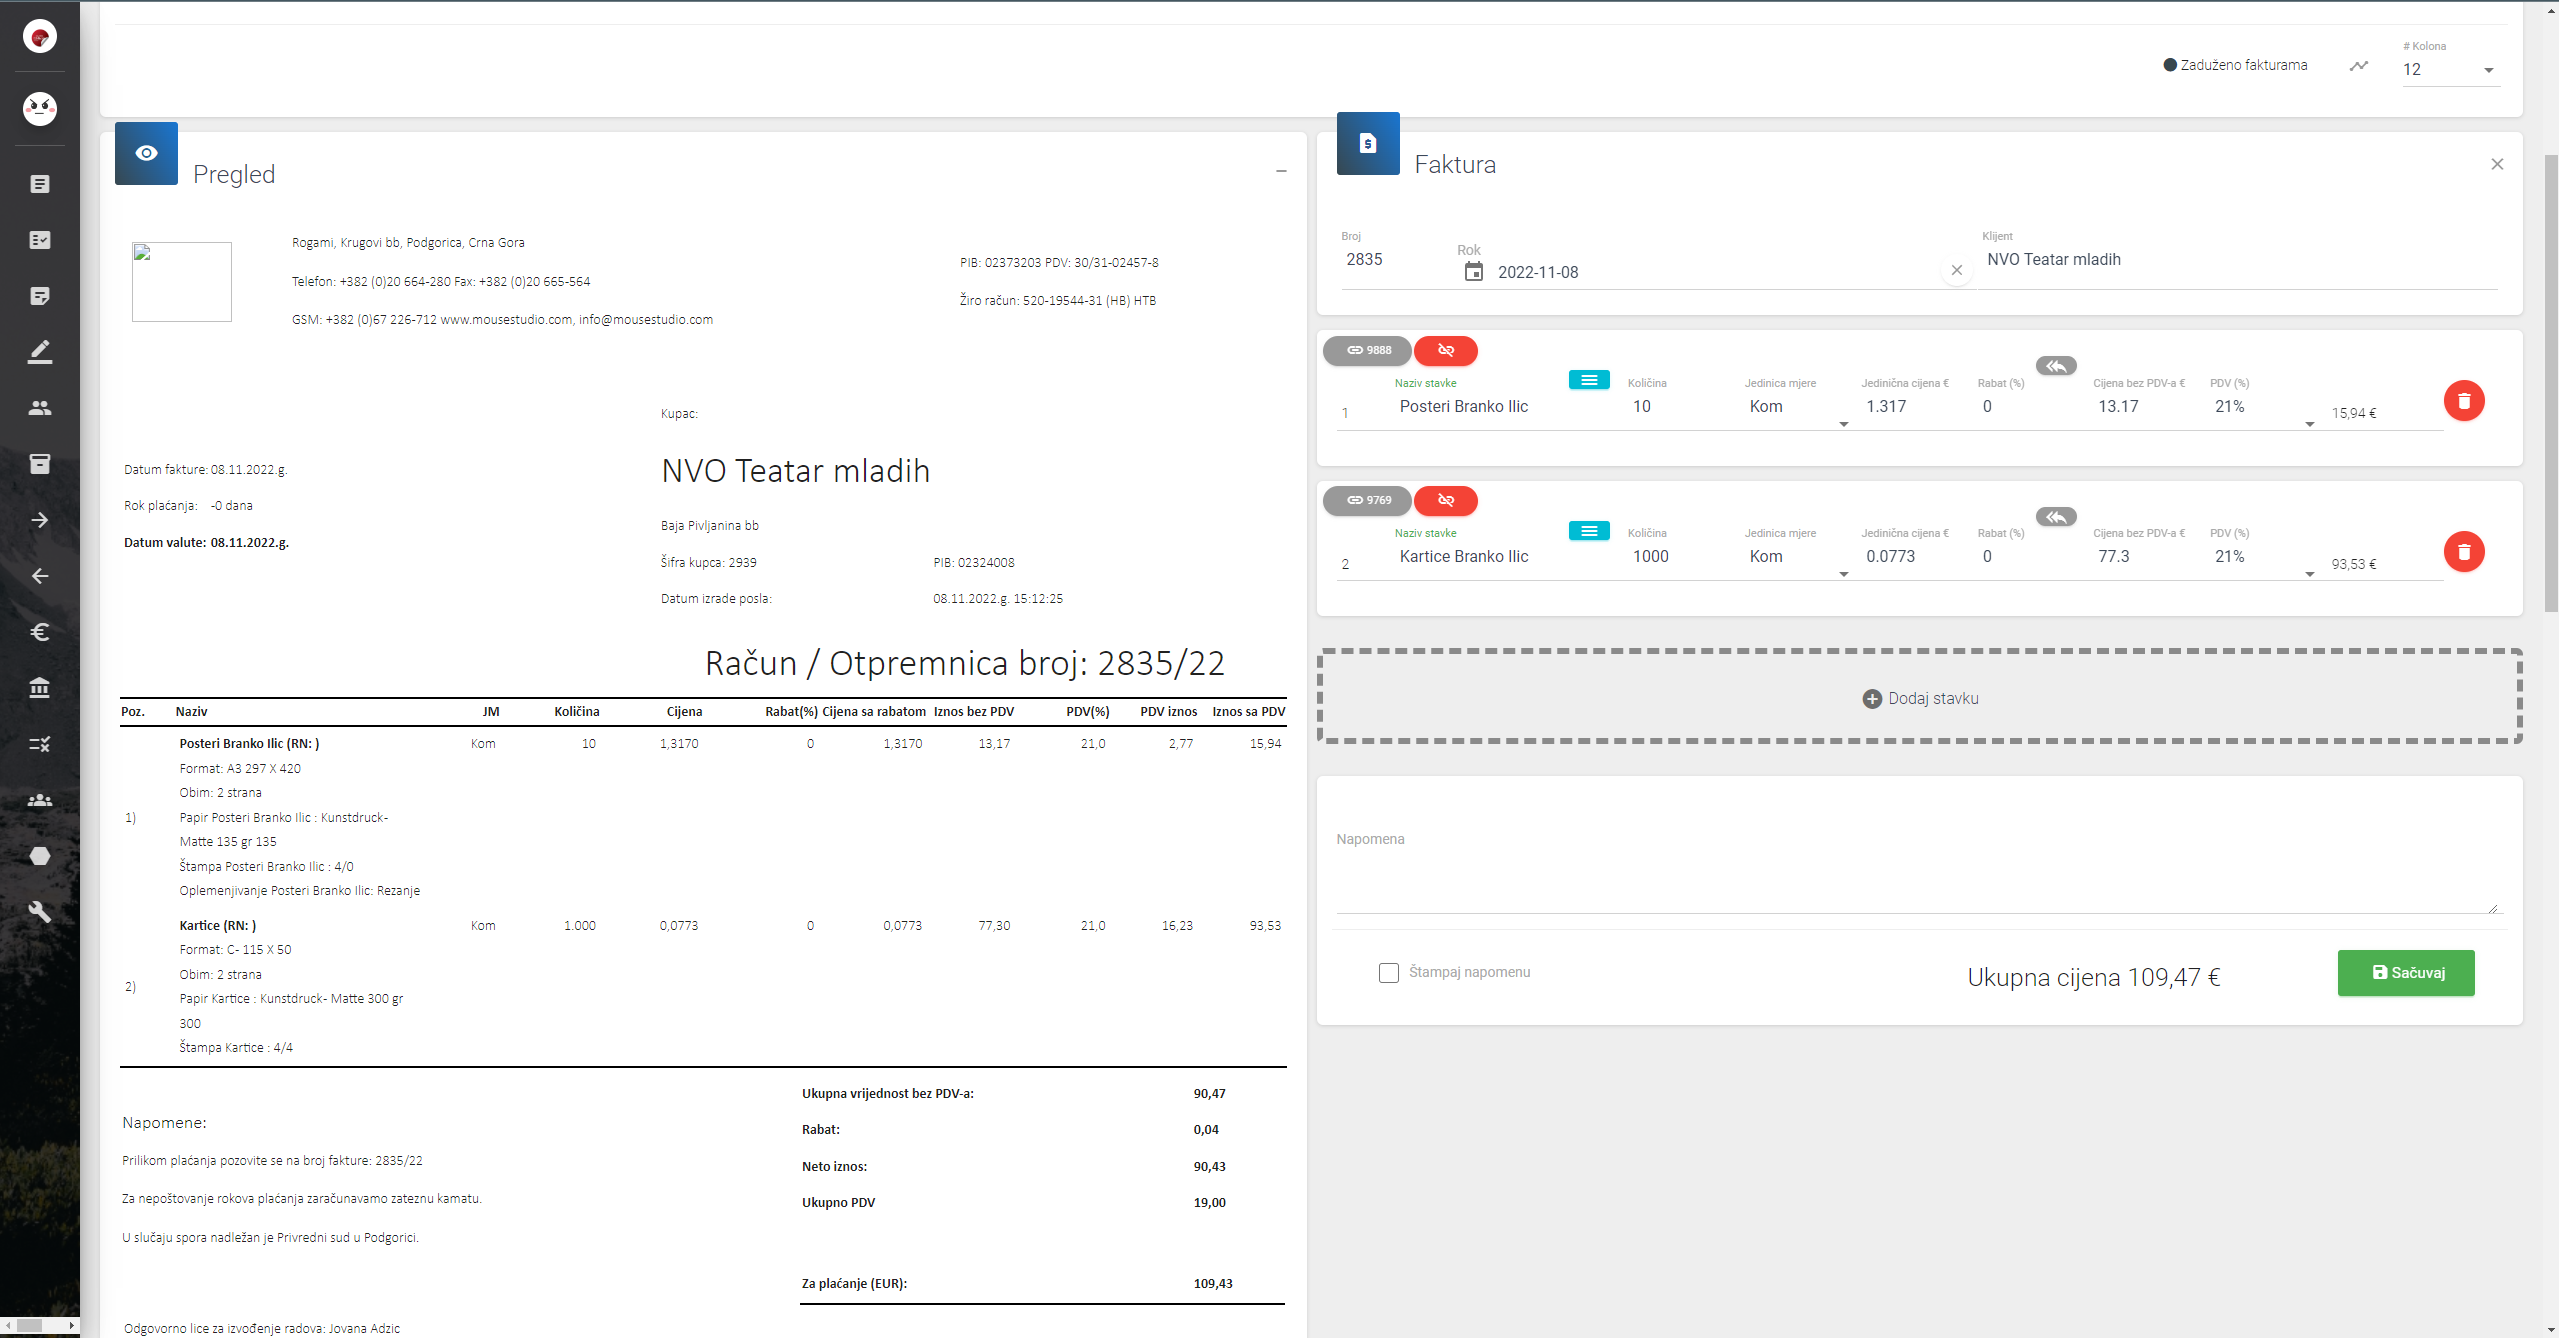 Zaduženo fakturama
# Kolona
12
Pregled
Rogami, Krugovi bb, Podgorica, Crna Gora
Telefon: +382 (0)20 664-280 Fax: +382 (0)20 665-564
GSM: +382 (0)67 226-712 www.mousestudio.com, info@mousestudio.com
PIB: 02373203 PDV: 30/31-02457-8
Žiro račun: 520-19544-31 (HB) HTB
Kupac:
NVO Teatar mladih
Datum fakture: 08.11.2022.g.
Rok plaćanja: -0 dana
Datum valute: 08.11.2022.g.
Baja Pivljanina bb
Šifra kupca: 2939 PIB: 02324008
Datum izrade posla: 08.11.2022.g. 15:12:25
Račun / Otpremnica broj: 2835/22
Poz. Naziv JM Količina Cijena Rabat(%) Cijena sa rabatom Iznos bez PDV PDV(%) PDV iznos Iznos sa PDV
1) Posteri Branko Ilic (RN: ) Kom 10 1,3170 0 1,3170 13,17 21,0 2,77 15,94
Format: A3 297 X 420
Obim: 2 strana
Papir Posteri Branko Ilic : Kunstdruck-
Matte 135 gr 135
Štampa Posteri Branko Ilic : 4/0
Oplemenjivanje Posteri Branko Ilic: Rezanje
2) Kartice (RN: ) Kom 1.000 0,0773 0 0,0773 77,30 21,0 16,23 93,53
Format: C- 115 X 50
Obim: 2 strana
Papir Kartice : Kunstdruck- Matte 300 gr
300
Štampa Kartice : 4/4
Ukupna vrijednost bez PDV-a: 90,47
Rabat: 0,04
Neto iznos: 90,43
Ukupno PDV 19,00
Za plaćanje (EUR): 109,43
Napomene:
Prilikom plaćanja pozovite se na broj fakture: 2835/22
Za nepoštovanje rokova plaćanja zaračunavamo zateznu kamatu.
U slučaju spora nadležan je Privredni sud u Podgorici.
Odgovorno lice za izvođenje radova: Jovana Adzic
Faktura
Broj
2835
Rok
2022-11-08
Klijent
NVO Teatar mladih
9888
Naziv stavke Količina Jedinica mjere Jedinična cijena € Rabat (%) Cijena bez PDV-a € PDV (%)
1 Posteri Branko Ilic 10 Kom 1.317 0 13.17 21% 15,94 €
9769
Naziv stavke Količina Jedinica mjere Jedinična cijena € Rabat (%) Cijena bez PDV-a € PDV (%)
2 Kartice Branko Ilic 1000 Kom 0.0773 0 77.3 21% 93,53 €
Dodaj stavku
Napomena
Štampaj napomenu
Ukupna cijena 109,47 €
Sačuvaj